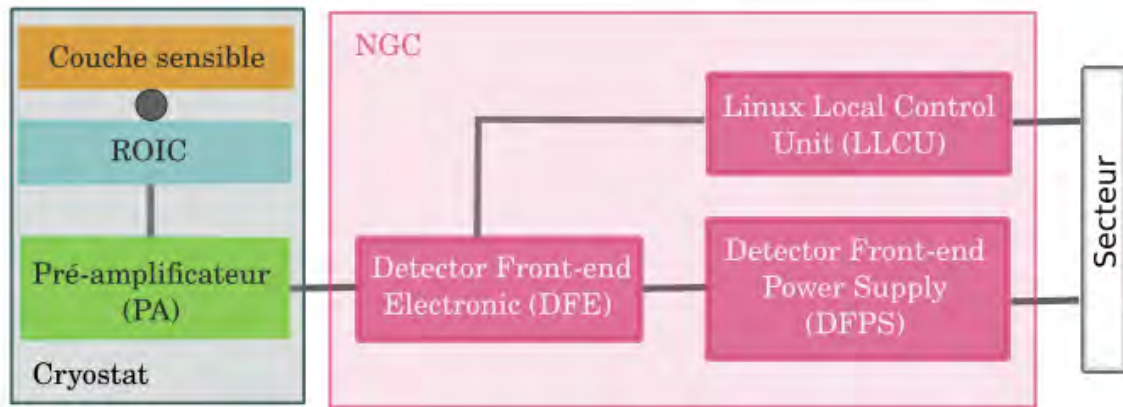 Couche sensible
ROIC
Pré-amplificateur
(PA)
Cryostat
NGC
Linux Local Control
Unit (LLCU)
Detector Front-end
Electronic (DFE)
Detector Front-end
Power Supply
(DFPS)
Secteur